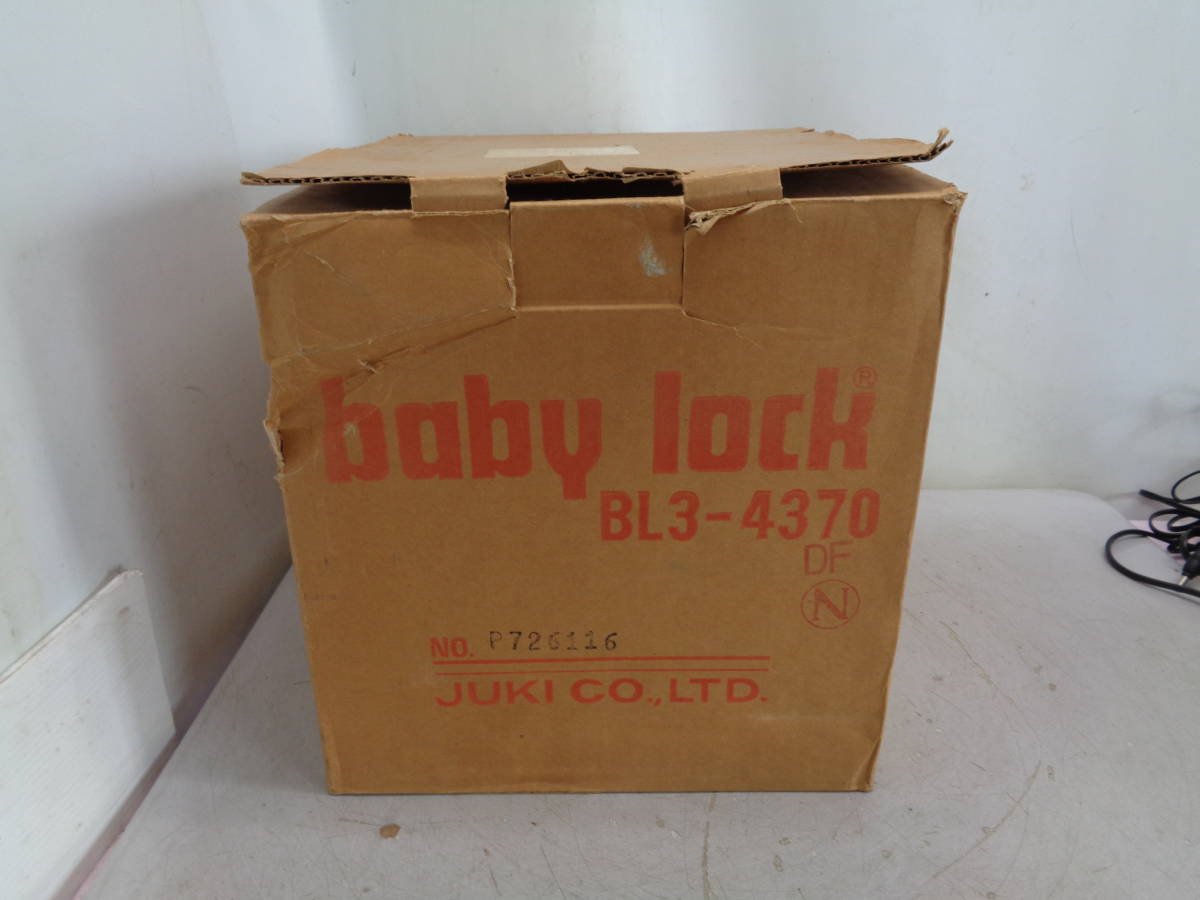 baby lock®
BL3-4370
DF
N
NO. P726116
JUKI CO.,LTD.